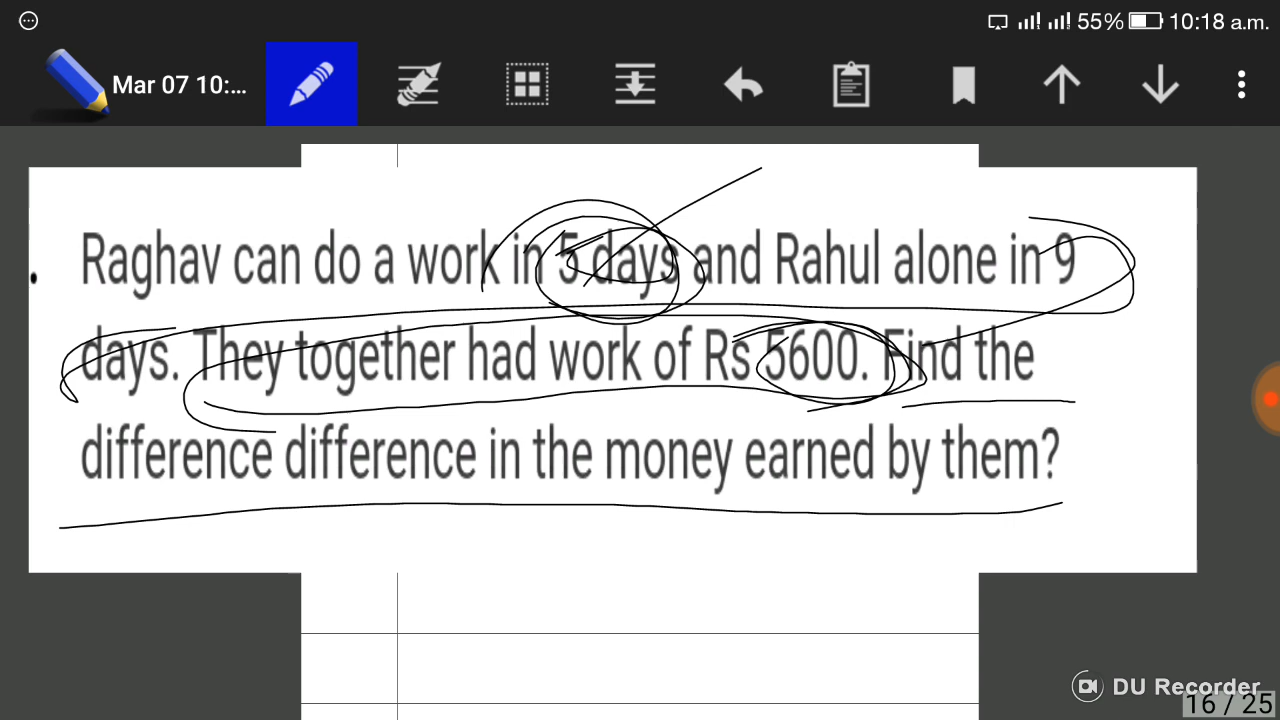 55% 10:18 a.m.
Mar 07 10:...
Raghav can do a work in 5 days and Rahul alone in 9
days. They together had work of Rs 5600. Find the
difference difference in the money earned by them?
DU Recorder
16 / 25